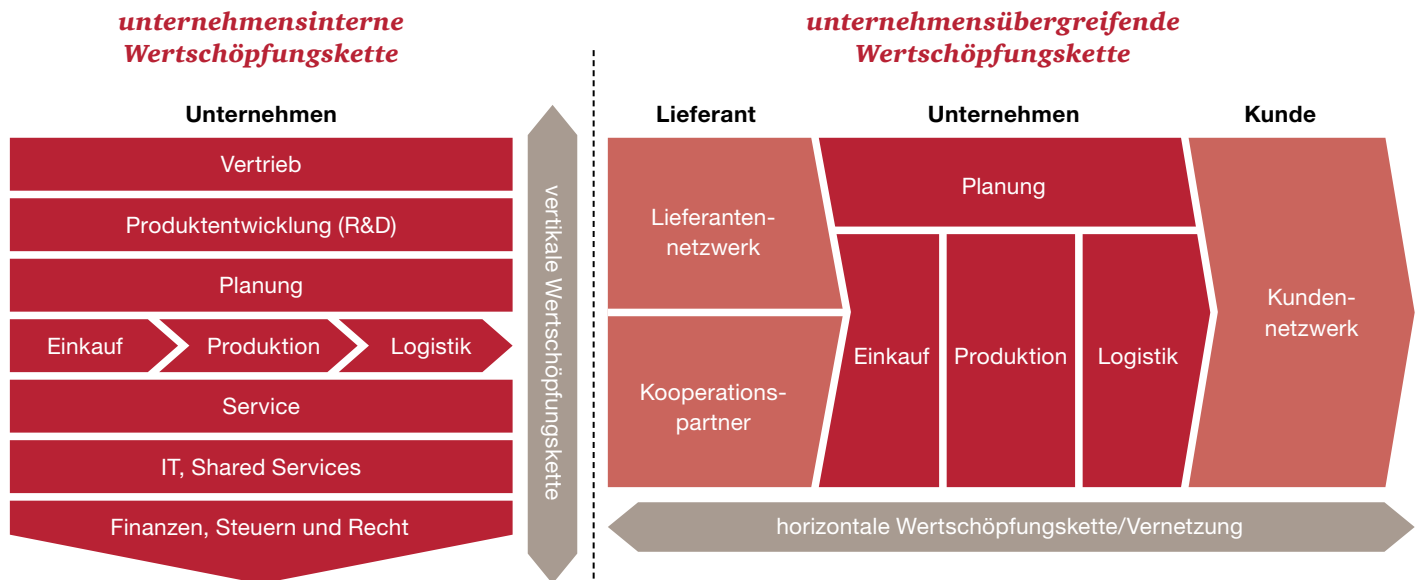 unternehmensinterne
Wertschöpfungskette
Unternehmen
Vertrieb
Produktentwicklung (R&D)
Planung
Einkauf
Produktion
Logistik
Service
IT, Shared Services
Finanzen, Steuern und Recht
vertikale Wertschöpfungskette
unternehmensübergreifende
Wertschöpfungskette
Lieferant
Unternehmen
Kunde
Lieferanten-
netzwerk
Kooperations-
partner
Planung
Einkauf
Produktion
Logistik
Kunden-
netzwerk
horizontale Wertschöpfungskette/Vernetzung